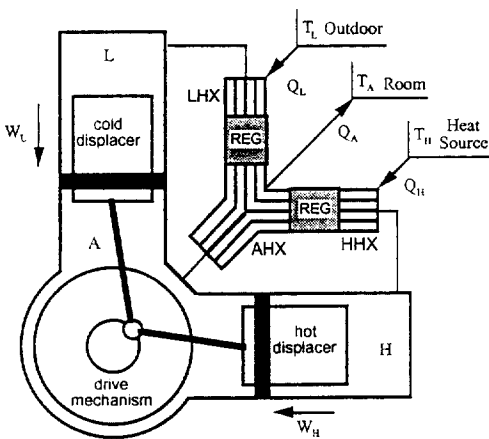 L
T_L Outdoor
LHX
Q_L
T_A Room
cold
displacer
W_L
REG
Q_A
T_H Heat
Source
Q_H
REG
A
AHX
HHX
hot
displacer
H
drive
mechanism
W_H